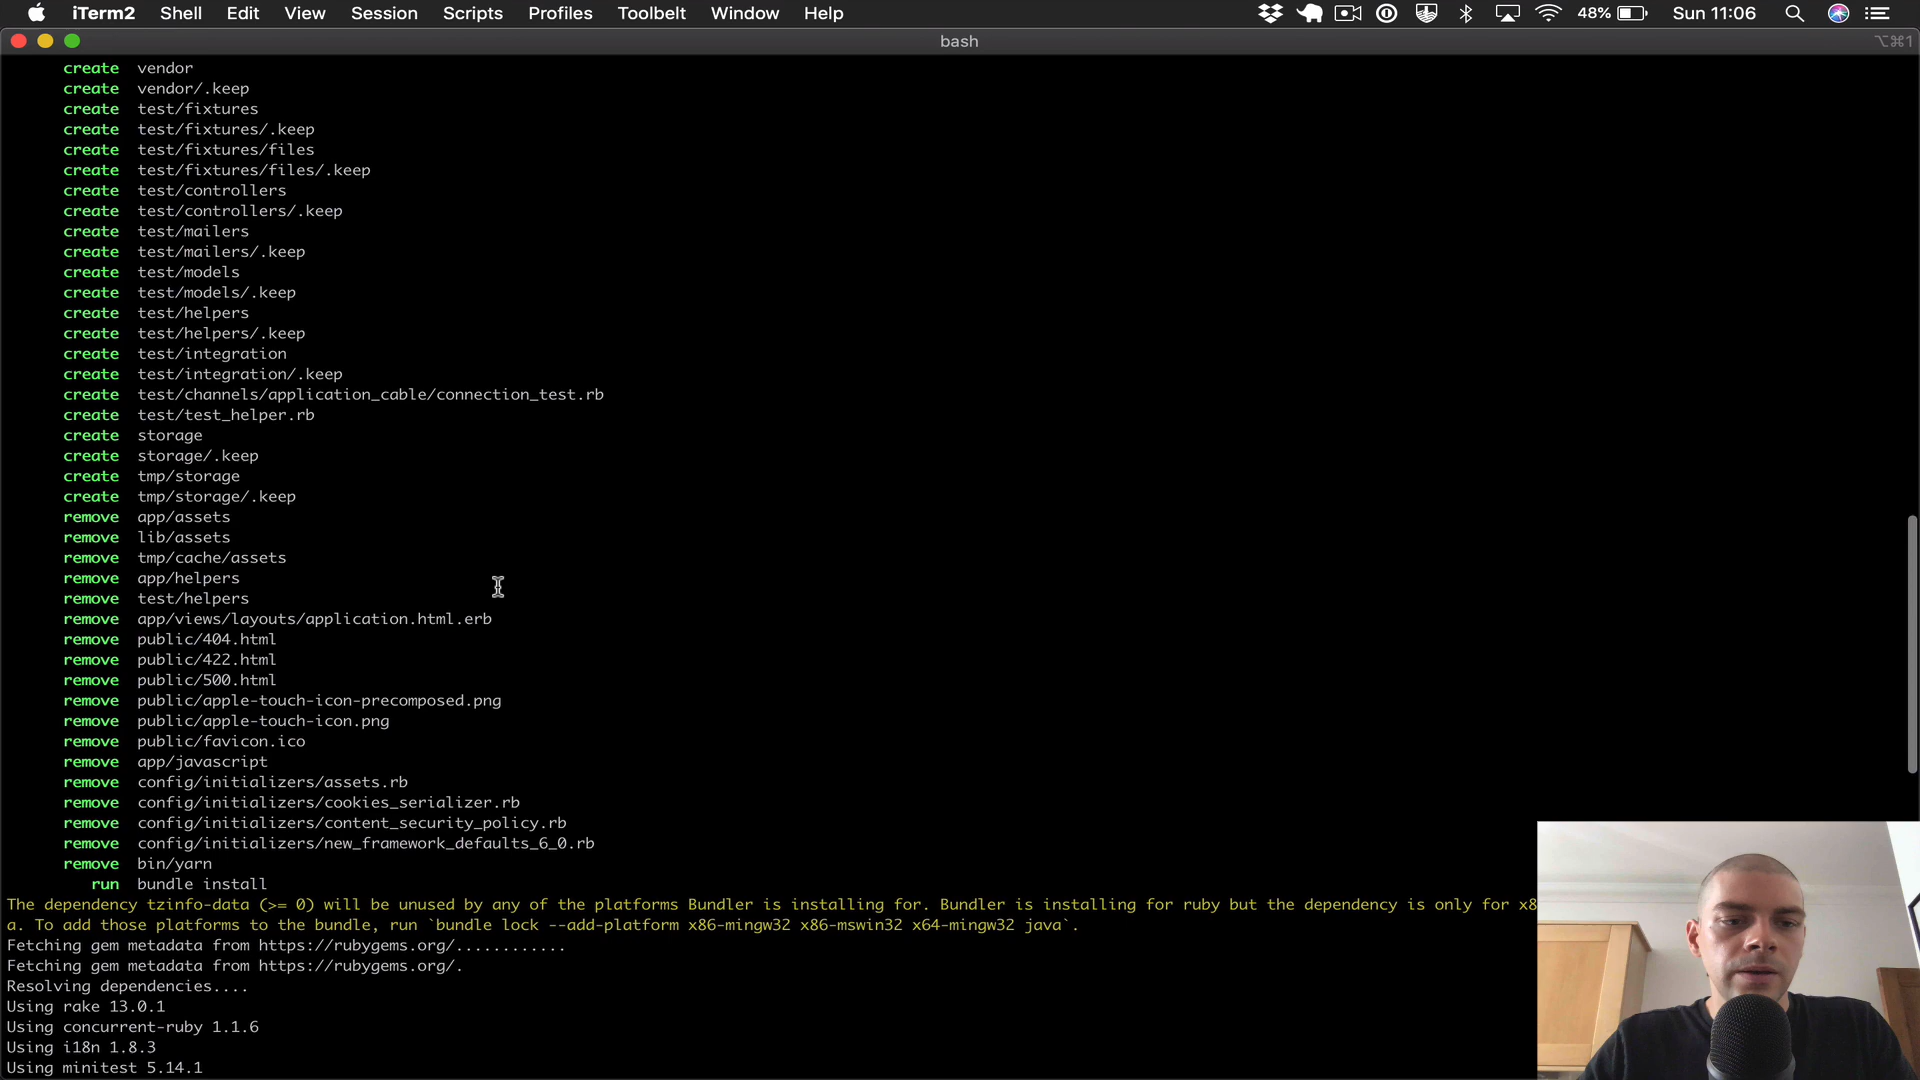 iTerm2 Shell Edit View Session Scripts Profiles Toolbelt Window Help 48% Sun 11:06
bash ⌥⌘1
create vendor
create vendor/.keep
create test/fixtures
create test/fixtures/.keep
create test/fixtures/files
create test/fixtures/files/.keep
create test/controllers
create test/controllers/.keep
create test/mailers
create test/mailers/.keep
create test/models
create test/models/.keep
create test/helpers
create test/helpers/.keep
create test/integration
create test/integration/.keep
create test/channels/application_cable/connection_test.rb
create test/test_helper.rb
create storage
create storage/.keep
create tmp/storage
create tmp/storage/.keep
remove app/assets
remove lib/assets
remove tmp/cache/assets
remove app/helpers
remove test/helpers
remove app/views/layouts/application.html.erb
remove public/404.html
remove public/422.html
remove public/500.html
remove public/apple-touch-icon-precomposed.png
remove public/apple-touch-icon.png
remove public/favicon.ico
remove app/javascript
remove config/initializers/assets.rb
remove config/initializers/cookies_serializer.rb
remove config/initializers/content_security_policy.rb
remove config/initializers/new_framework_defaults_6_0.rb
remove bin/yarn
run bundle install
The dependency tzinfo-data (>= 0) will be unused by any of the platforms Bundler is installing for. Bundler is installing for ruby but the dependency is only for x8
a. To add those platforms to the bundle, run `bundle lock --add-platform x86-mingw32 x86-mswin32 x64-mingw32 java`.
Fetching gem metadata from https://rubygems.org/............
Fetching gem metadata from https://rubygems.org/.
Resolving dependencies....
Using rake 13.0.1
Using concurrent-ruby 1.1.6
Using i18n 1.8.3
Using minitest 5.14.1